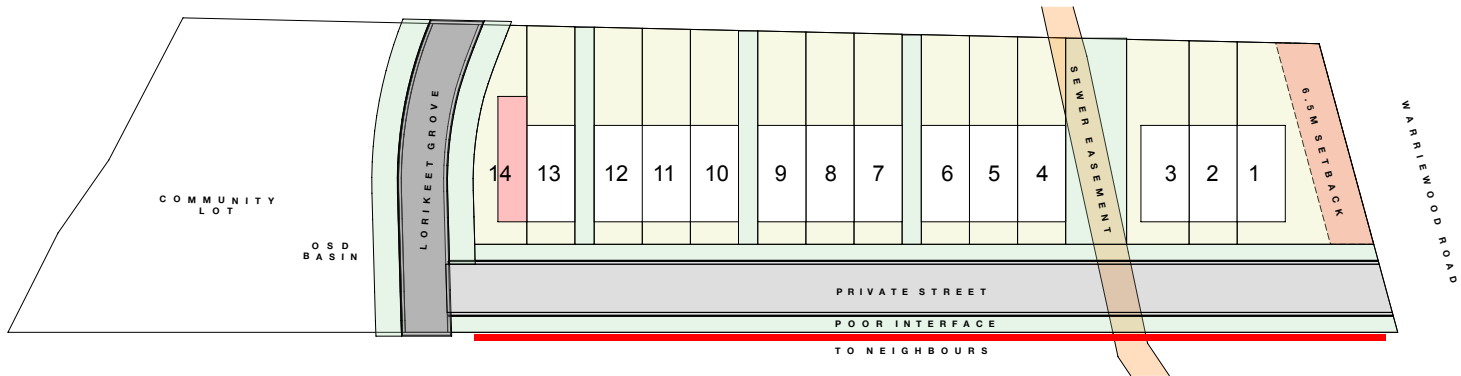 COMMUNITY
LOT
OSD
BASIN
LORIKEET GROVE
14
13
12
11
10
9
8
7
6
5
4
SEWER EASEMENT
3
2
1
6.5M SETBACK
WARRIEWOOD ROAD
PRIVATE STREET
POOR INTERFACE
TO NEIGHBOURS